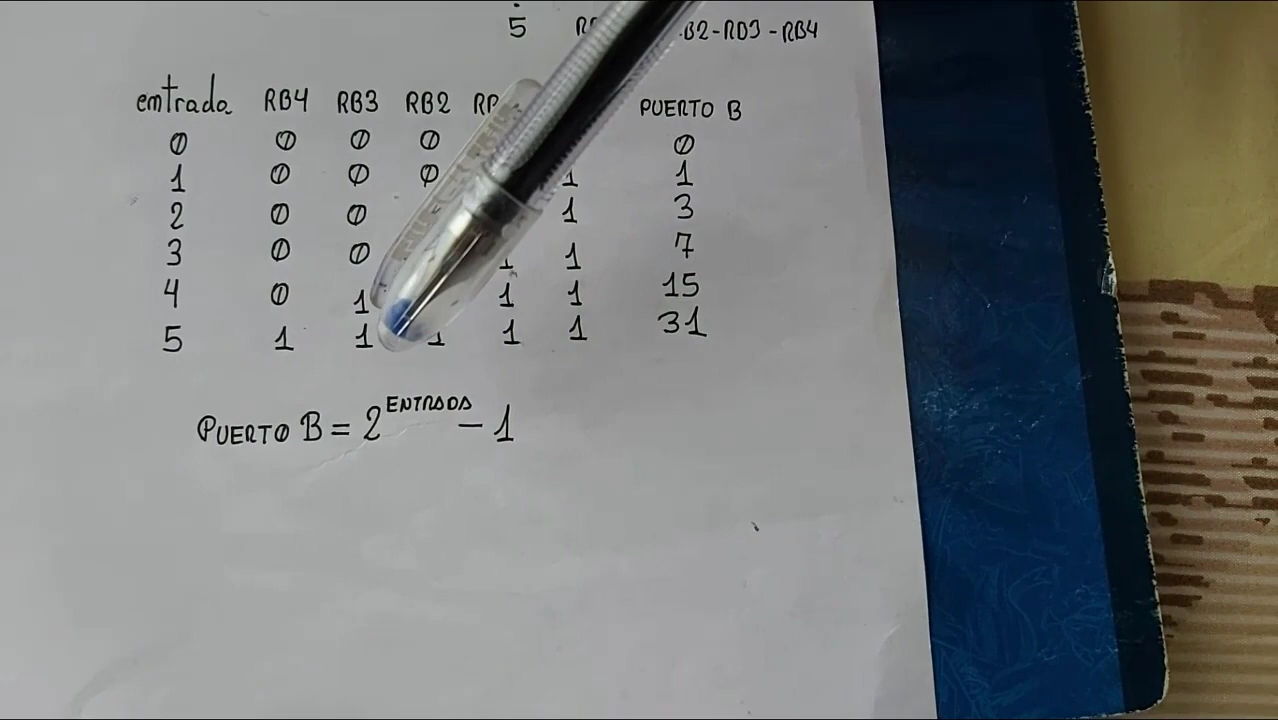 5 -RB4
entrada RB4 RB3 RB2 PUERTO B
0 0 0 0 0
1 0 0 0 1 1
2 0 0 1 3
3 0 0 1 1 7
4 0 1 1 1 15
5 1 1 1 1 1 31
PUERTO B = 2^ENTRADA - 1